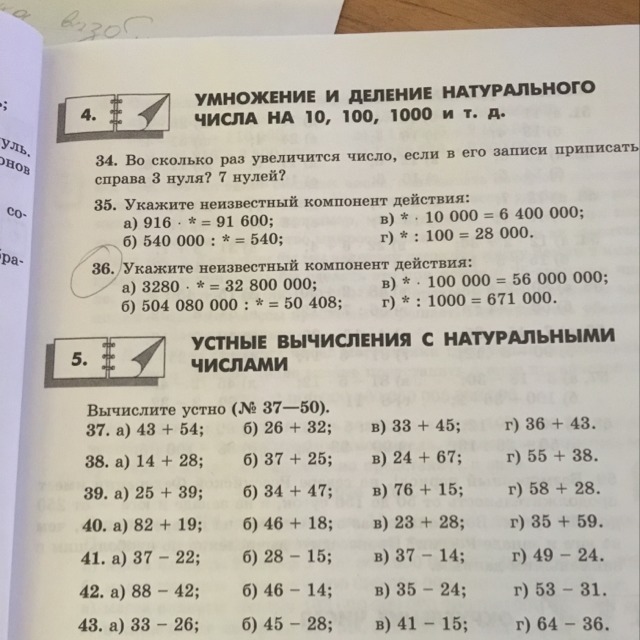 4.
УМНОЖЕНИЕ И ДЕЛЕНИЕ НАТУРАЛЬНОГО
ЧИСЛА НА 10, 100, 1000 И Т. Д.
34. Во сколько раз увеличится число, если в его записи приписать
справа 3 нуля? 7 нулей?
35. Укажите неизвестный компонент действия:
а) 916 · * = 91 600; в) * · 10 000 = 6 400 000;
б) 540 000 : * = 540; г) * : 100 = 28 000.
36. Укажите неизвестный компонент действия:
а) 3280 · * = 32 800 000; в) * · 100 000 = 56 000 000;
б) 504 080 000 : * = 50 408; г) * : 1000 = 671 000.
5.
УСТНЫЕ ВЫЧИСЛЕНИЯ С НАТУРАЛЬНЫМИ
ЧИСЛАМИ
Вычислите устно (№ 37—50).
37. а) 43 + 54; б) 26 + 32; в) 33 + 45; г) 36 + 43.
38. а) 14 + 28; б) 37 + 25; в) 24 + 67; г) 55 + 38.
39. а) 25 + 39; б) 34 + 47; в) 76 + 15; г) 58 + 28.
40. а) 82 + 19; б) 46 + 18; в) 23 + 28; г) 35 + 59.
41. а) 37 − 22; б) 28 − 15; в) 37 − 14; г) 49 − 24.
42. а) 88 − 42; б) 46 − 14; в) 35 − 24; г) 53 − 31.
43. а) 33 − 26; б) 45 − 28; в) 41 − 15; г) 64 − 36.